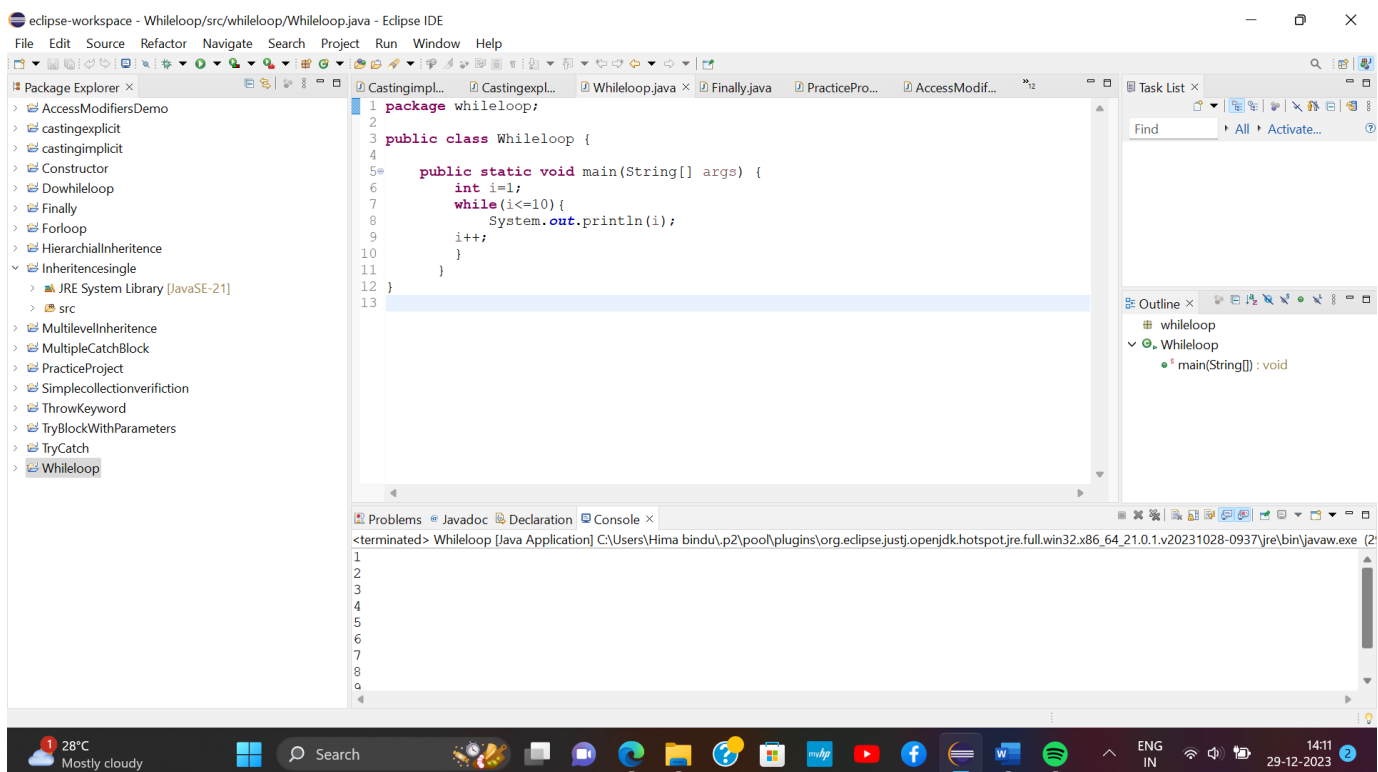 eclipse-workspace - Whileloop/src/whileloop/Whileloop.java - Eclipse IDE
File Edit Source Refactor Navigate Search Project Run Window Help
Package Explorer
AccessModifiersDemo
castingexplicit
castingimplicit
Constructor
Dowhileloop
Finally
Forloop
HierarchialInheritence
Inheritencesingle
JRE System Library [JavaSE-21]
src
MultilevelInheritence
MultipleCatchBlock
PracticeProject
Simplecollectionverifiction
ThrowKeyword
TryBlockWithParameters
TryCatch
Whileloop
Castingimpl... Castingexpl... Whileloop.java Finally.java PracticePro... AccessModif... »12
1 package whileloop;
2
3 public class Whileloop {
4
5 public static void main(String[] args) {
6 int i=1;
7 while(i<=10){
8 System.out.println(i);
9 i++;
10 }
11 }
12 }
13
Task List
Find All Activate...
Outline
whileloop
Whileloop
main(String[]) : void
Problems Javadoc Declaration Console
<terminated> Whileloop [Java Application] C:\Users\Hima bindu\.p2\pool\plugins\org.eclipse.justj.openjdk.hotspot.jre.full.win32.x86_64_21.0.1.v20231028-0937\jre\bin\javaw.exe
1
2
3
4
5
6
7
8
9
1
28°C
Mostly cloudy
Search
myhp
ENG
IN
14:11
29-12-2023
2